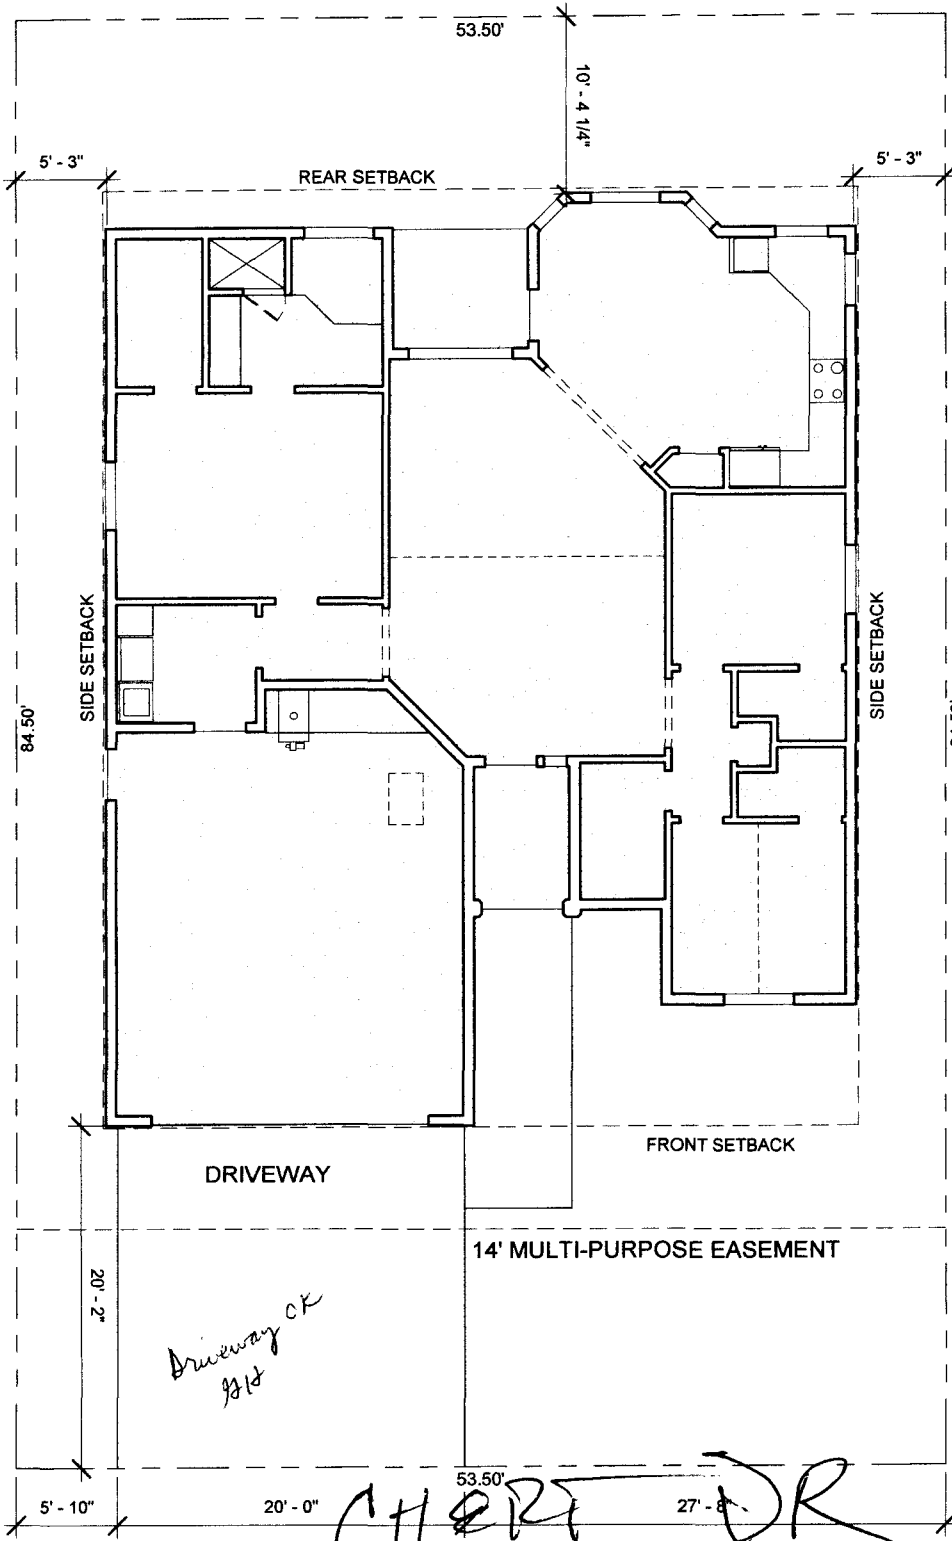 53.50'
10' - 4 1/4"
5' - 3"
5' - 3"
REAR SETBACK
SIDE SETBACK
SIDE SETBACK
84.50'
FRONT SETBACK
DRIVEWAY
14' MULTI-PURPOSE EASEMENT
20' - 2"
Driveway OK
53.50'
5' - 10"
20' - 0"
27' - 8"
DR